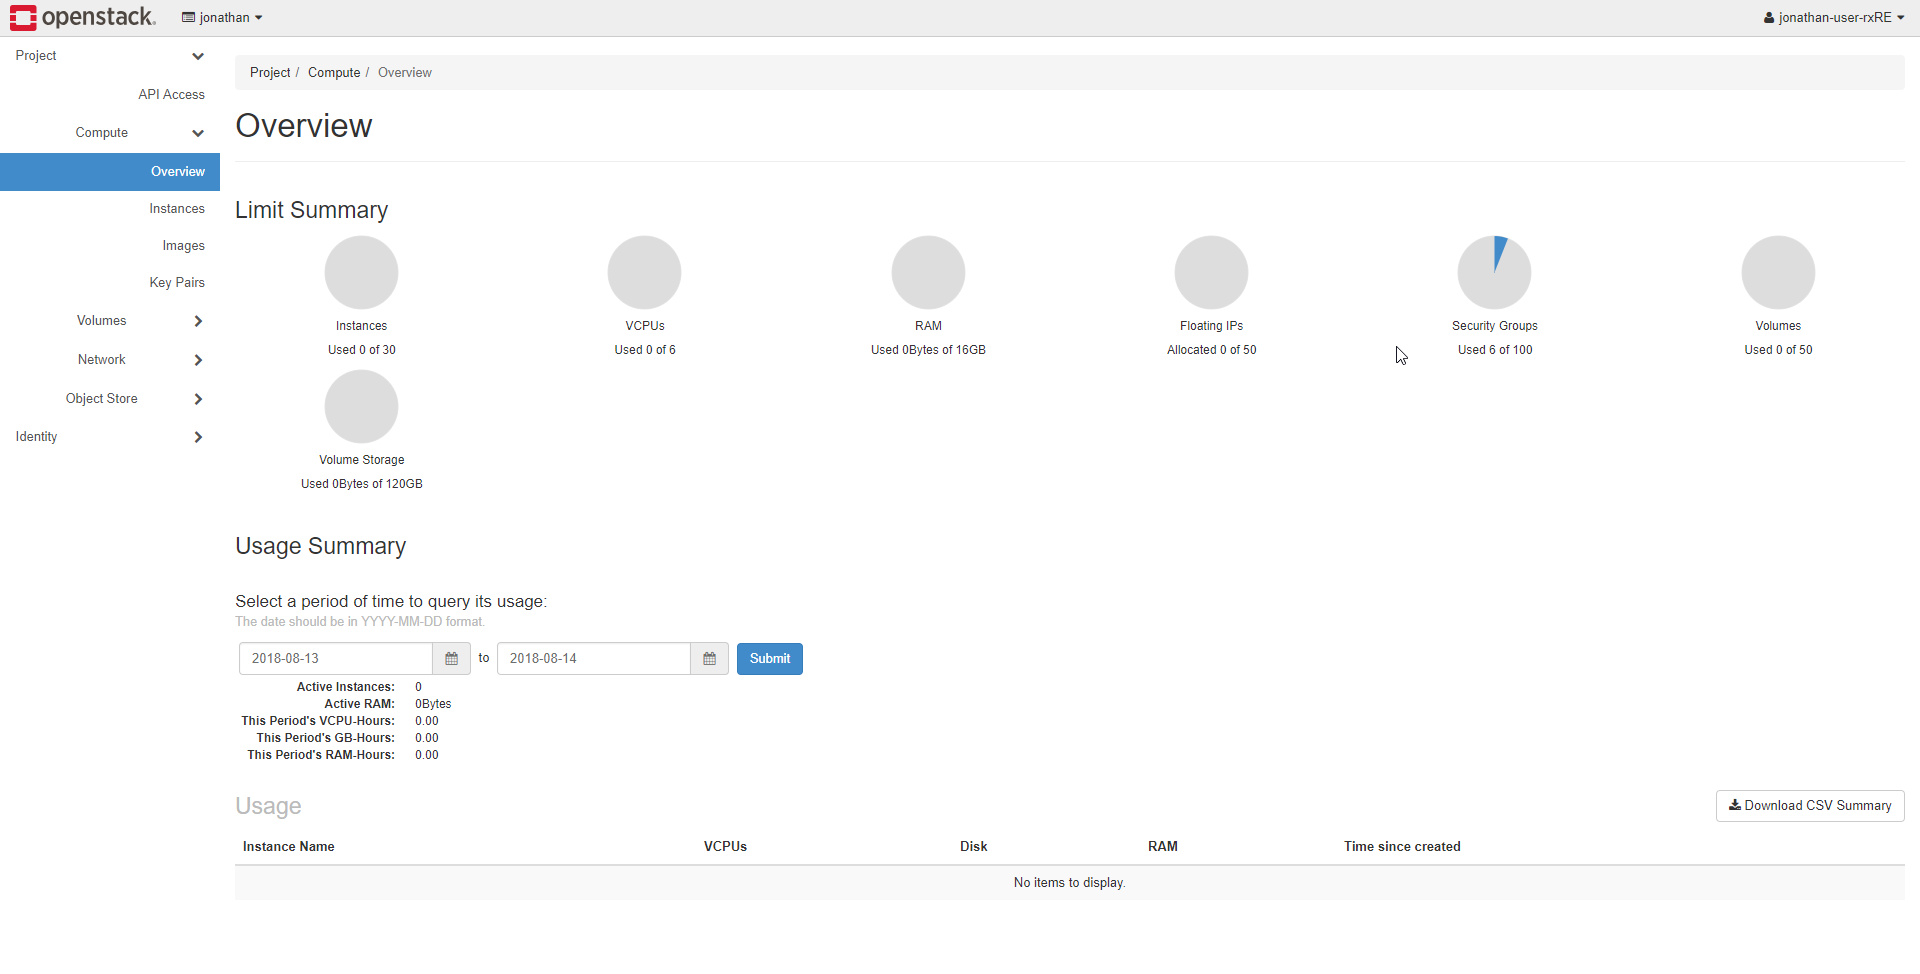 openstack. jonathan jonathan-user-rxRE
Project
API Access
Compute
Overview
Instances
Images
Key Pairs
Volumes
Network
Object Store
Identity
Project / Compute / Overview
Overview
Limit Summary
Instances
Used 0 of 30
VCPUs
Used 0 of 6
RAM
Used 0Bytes of 16GB
Floating IPs
Allocated 0 of 50
Security Groups
Used 6 of 100
Volumes
Used 0 of 50
Volume Storage
Used 0Bytes of 120GB
Usage Summary
Select a period of time to query its usage:
The date should be in YYYY-MM-DD format.
2018-08-13 to 2018-08-14 Submit
Active Instances: 0
Active RAM: 0Bytes
This Period's VCPU-Hours: 0.00
This Period's GB-Hours: 0.00
This Period's RAM-Hours: 0.00
Usage Download CSV Summary
Instance Name VCPUs Disk RAM Time since created
No items to display.